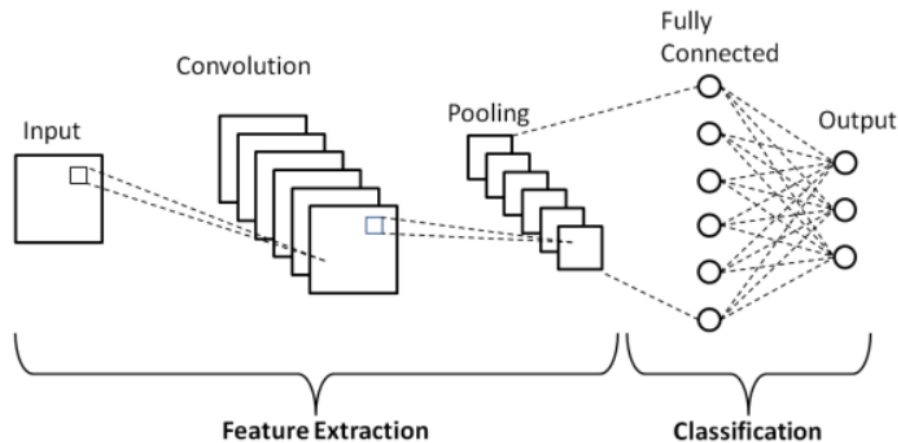 Fully
Connected
Convolution
Pooling
Input
Output
Feature Extraction
Classification